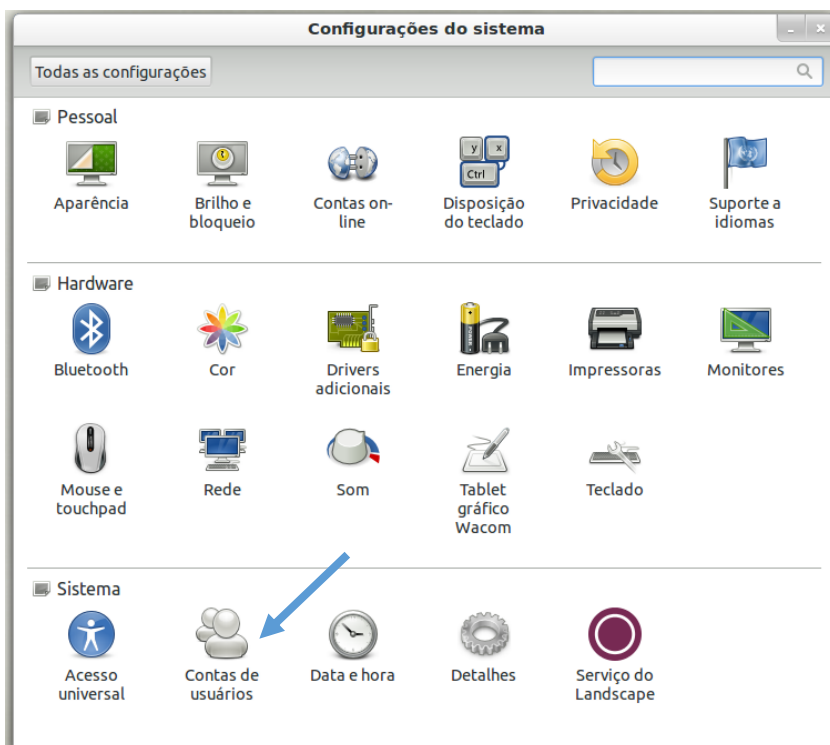 Configurações do sistema
Todas as configurações
Pessoal
Aparência
Brilho e
bloqueio
Contas on-
line
Disposição
do teclado
Privacidade
Suporte a
idiomas
Hardware
Bluetooth
Cor
Drivers
adicionais
Energia
Impressoras
Monitores
Mouse e
touchpad
Rede
Som
Tablet
gráfico
Wacom
Teclado
Sistema
Acesso
universal
Contas de
usuários
Data e hora
Detalhes
Serviço do
Landscape